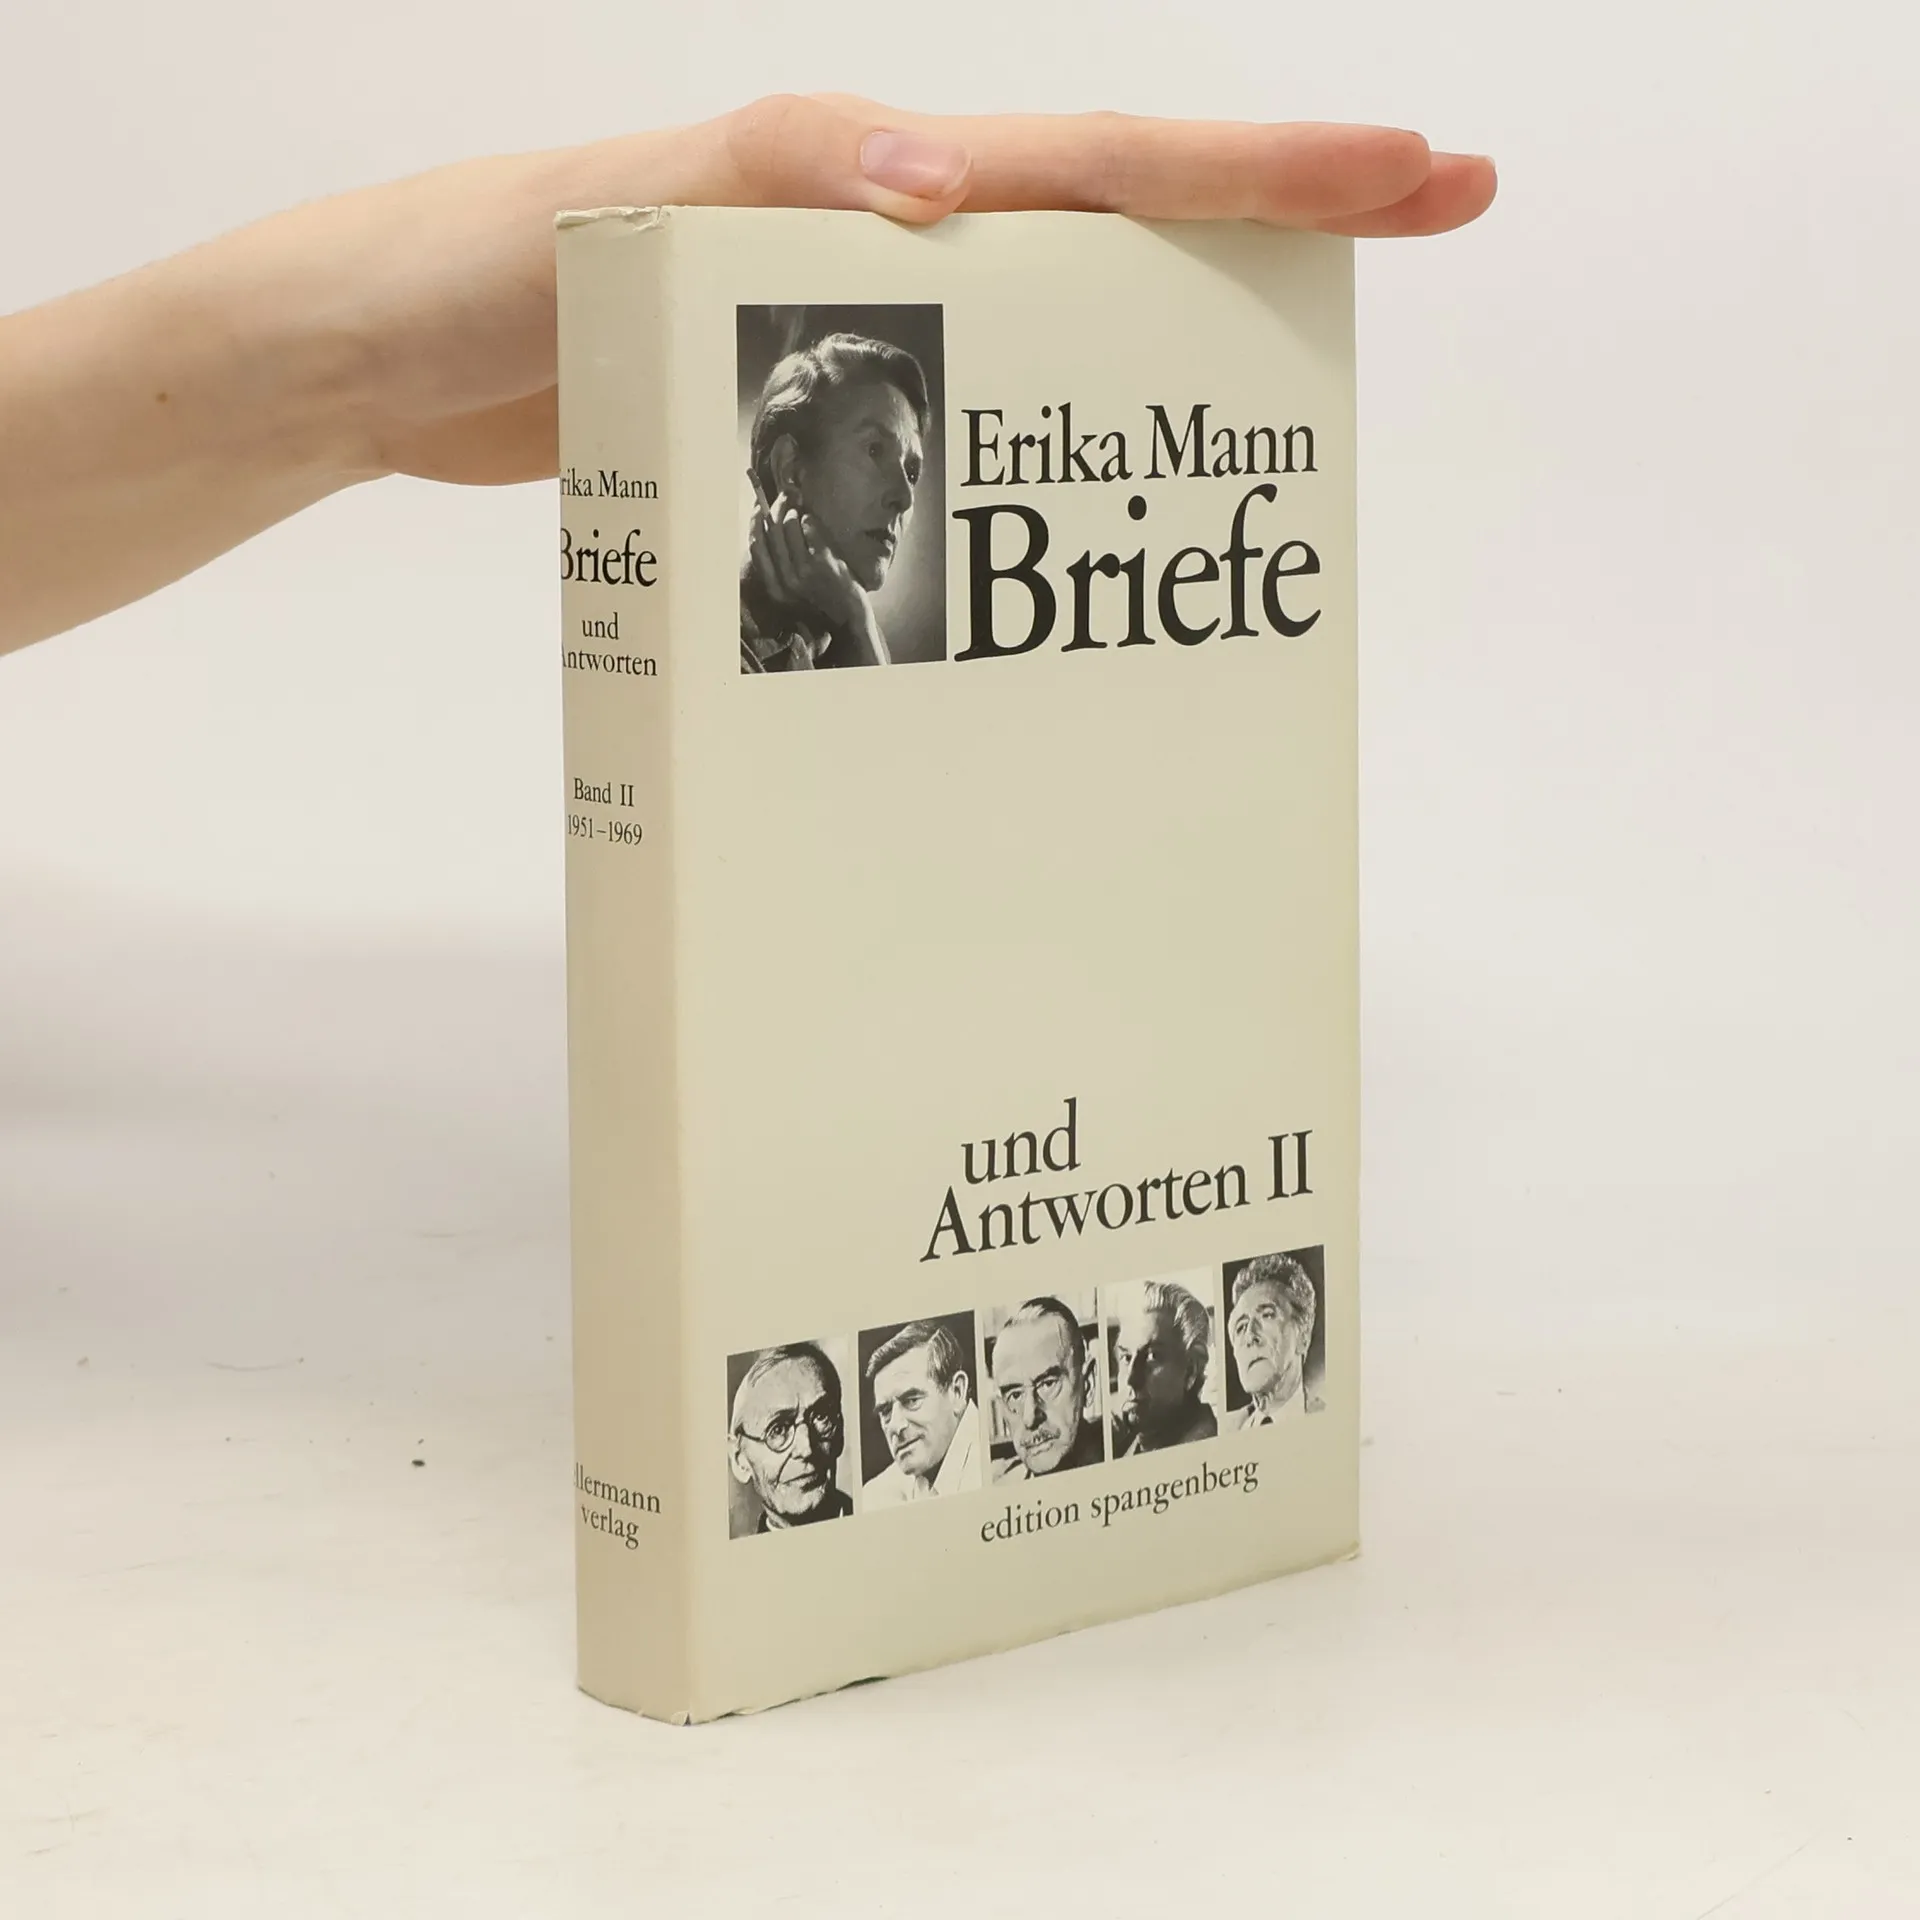 Erika Mann
Briefe
und
Antworten II
edition spangenberg
rika Mann
Briefe
und
Antworten
Band II
1951–1969
llermann
verlag